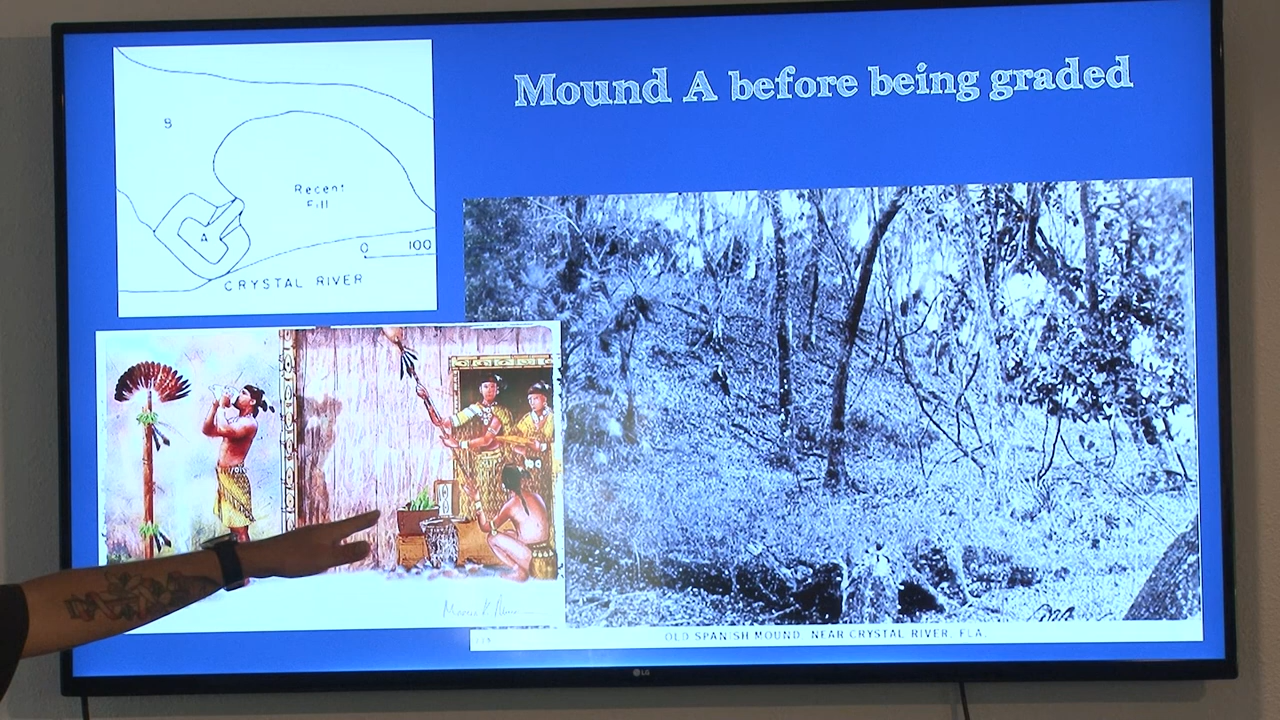 Mound A before being graded
B
Recent
Fill
A
0 100
CRYSTAL RIVER
OLD SPANISH MOUND NEAR CRYSTAL RIVER, FLA.
LG